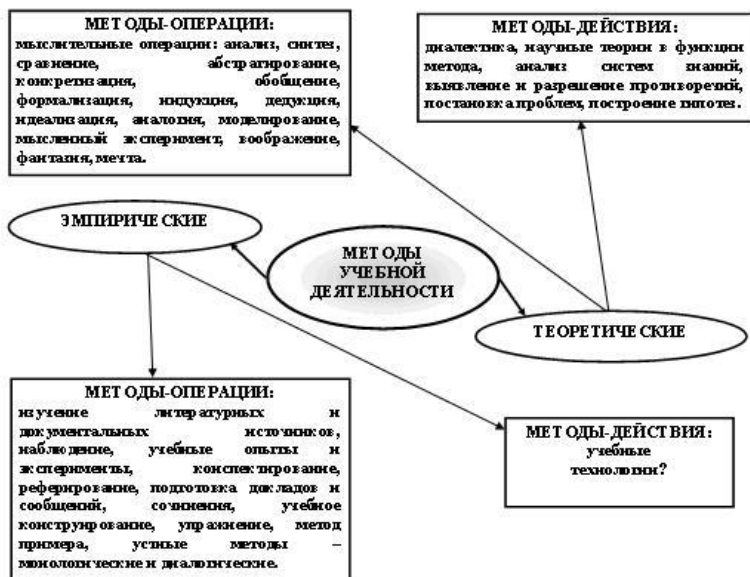 МЕТОДЫ-ОПЕРАЦИИ:
мыслительные операции: анализ, синтез,
сравнение, абстрагирование,
конкретизация, обобщение,
формализация, индукция, дедукция,
идеализация, аналогия, моделирование,
мысленный эксперимент, воображение,
фантазия, мечта.
МЕТОДЫ-ДЕЙСТВИЯ:
диалектика, научные теории в функции
метода, анализ систем знаний,
выявление и разрешение противоречий,
постановка проблем, построение гипотез.
ЭМПИРИЧЕСКИЕ
МЕТОДЫ
УЧЕБНОЙ
ДЕЯТЕЛЬНОСТИ
ТЕОРЕТИЧЕСКИЕ
МЕТОДЫ-ОПЕРАЦИИ:
изучение литературных и
документальных источников,
наблюдение, учебные опыты и
эксперименты, конспектирование,
реферирование, подготовка докладов и
сообщений, сочинения, учебное
конструирование, упражнение, метод
примера, устные методы –
монологические и диалогические.
МЕТОДЫ-ДЕЙСТВИЯ:
учебные
технологии?